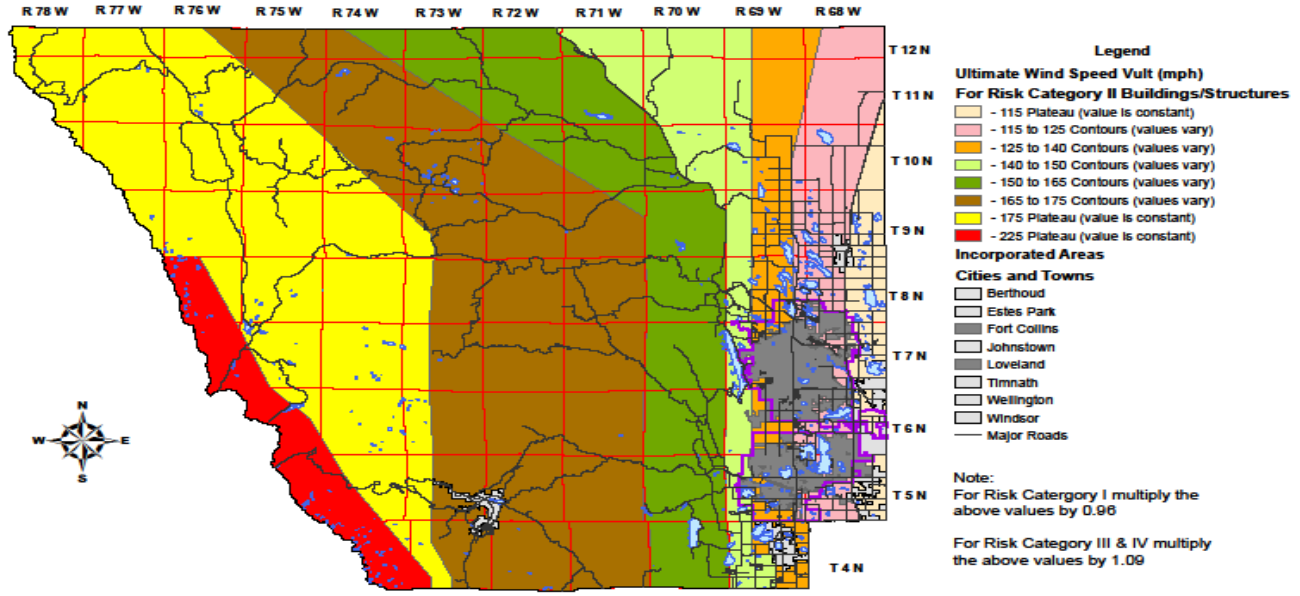 R 78 W R 77 W R 76 W R 75 W R 74 W R 73 W R 72 W R 71 W R 70 W R 69 W R 68 W
T 12 N
T 11 N
T 10 N
T 9 N
T 8 N
T 7 N
T 6 N
T 5 N
T 4 N
N
W E
S
Legend
Ultimate Wind Speed Vult (mph)
For Risk Category II Buildings/Structures
- 115 Plateau (value is constant)
- 115 to 125 Contours (values vary)
- 125 to 140 Contours (values vary)
- 140 to 150 Contours (values vary)
- 150 to 165 Contours (values vary)
- 165 to 175 Contours (values vary)
- 175 Plateau (value is constant)
- 225 Plateau (value is constant)
Incorporated Areas
Cities and Towns
Berthoud
Estes Park
Fort Collins
Johnstown
Loveland
Timnath
Wellington
Windsor
Major Roads
Note:
For Risk Catergory I multiply the
above values by 0.96
For Risk Category III & IV multiply
the above values by 1.09